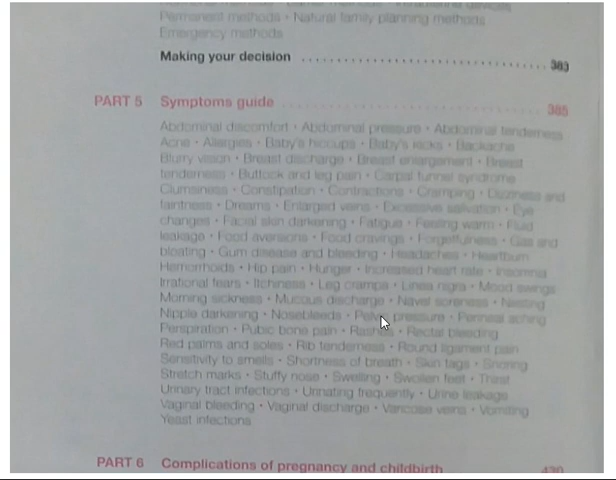 Permanent methods • Natural family planning methods
Emergency methods
Making your decision 383
PART 5 Symptoms guide 385
Abdominal discomfort • Abdominal pressure • Abdominal tenderness
Acne • Allergies • Baby's hiccups • Baby's kicks • Backache
Blurry vision • Breast discharge • Breast enlargement • Breast
tenderness • Buttock and leg pain • Carpal tunnel syndrome
Clumsiness • Constipation • Contractions • Cramping • Dizziness and
faintness • Dreams • Enlarged veins • Excessive salivation • Eye
changes • Facial skin darkening • Fatigue • Feeling warm • Fluid
leakage • Food aversions • Food cravings • Forgetfulness • Gas and
bloating • Gum disease and bleeding • Headaches • Heartburn
Hemorrhoids • Hip pain • Hunger • Increased heart rate • Insomnia
Irrational fears • Itchiness • Leg cramps • Linea nigra • Mood swings
Morning sickness • Mucous discharge • Navel soreness • Nesting
Nipple darkening • Nosebleeds • Pelvic pressure • Perineal aching
Perspiration • Pubic bone pain • Rashes • Rectal bleeding
Red palms and soles • Rib tenderness • Round ligament pain
Sensitivity to smells • Shortness of breath • Skin tags • Snoring
Stretch marks • Stuffy nose • Swelling • Swollen feet • Thirst
Urinary tract infections • Urinating frequently • Urine leakage
Vaginal bleeding • Vaginal discharge • Varicose veins • Vomiting
Yeast infections
PART 6 Complications of pregnancy and childbirth